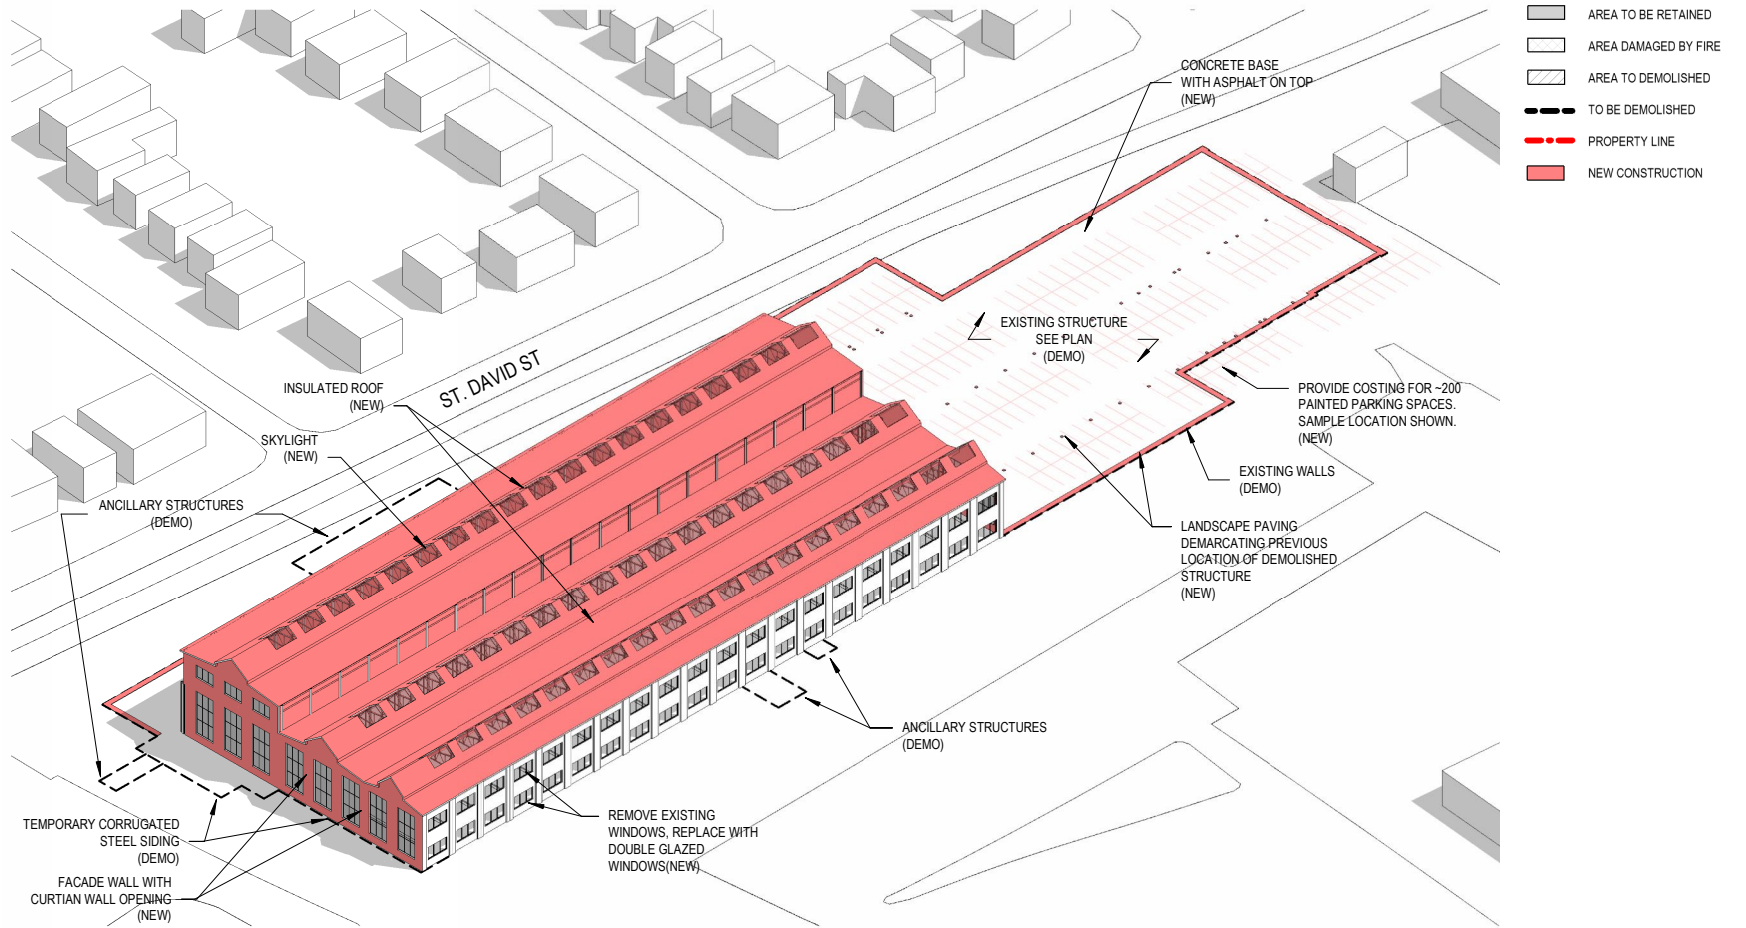 AREA TO BE RETAINED
AREA DAMAGED BY FIRE
AREA TO DEMOLISHED
TO BE DEMOLISHED
PROPERTY LINE
NEW CONSTRUCTION
CONCRETE BASE
WITH ASPHALT ON TOP
(NEW)
EXISTING STRUCTURE
SEE PLAN
(DEMO)
ST. DAVID ST
INSULATED ROOF
(NEW)
SKYLIGHT
(NEW)
ANCILLARY STRUCTURES
(DEMO)
PROVIDE COSTING FOR ~200
PAINTED PARKING SPACES.
SAMPLE LOCATION SHOWN.
(NEW)
EXISTING WALLS
(DEMO)
LANDSCAPE PAVING
DEMARCATING PREVIOUS
LOCATION OF DEMOLISHED
STRUCTURE
(NEW)
ANCILLARY STRUCTURES
(DEMO)
REMOVE EXISTING
WINDOWS, REPLACE WITH
DOUBLE GLAZED
WINDOWS(NEW)
TEMPORARY CORRUGATED
STEEL SIDING
(DEMO)
FACADE WALL WITH
CURTIAN WALL OPENING
(NEW)